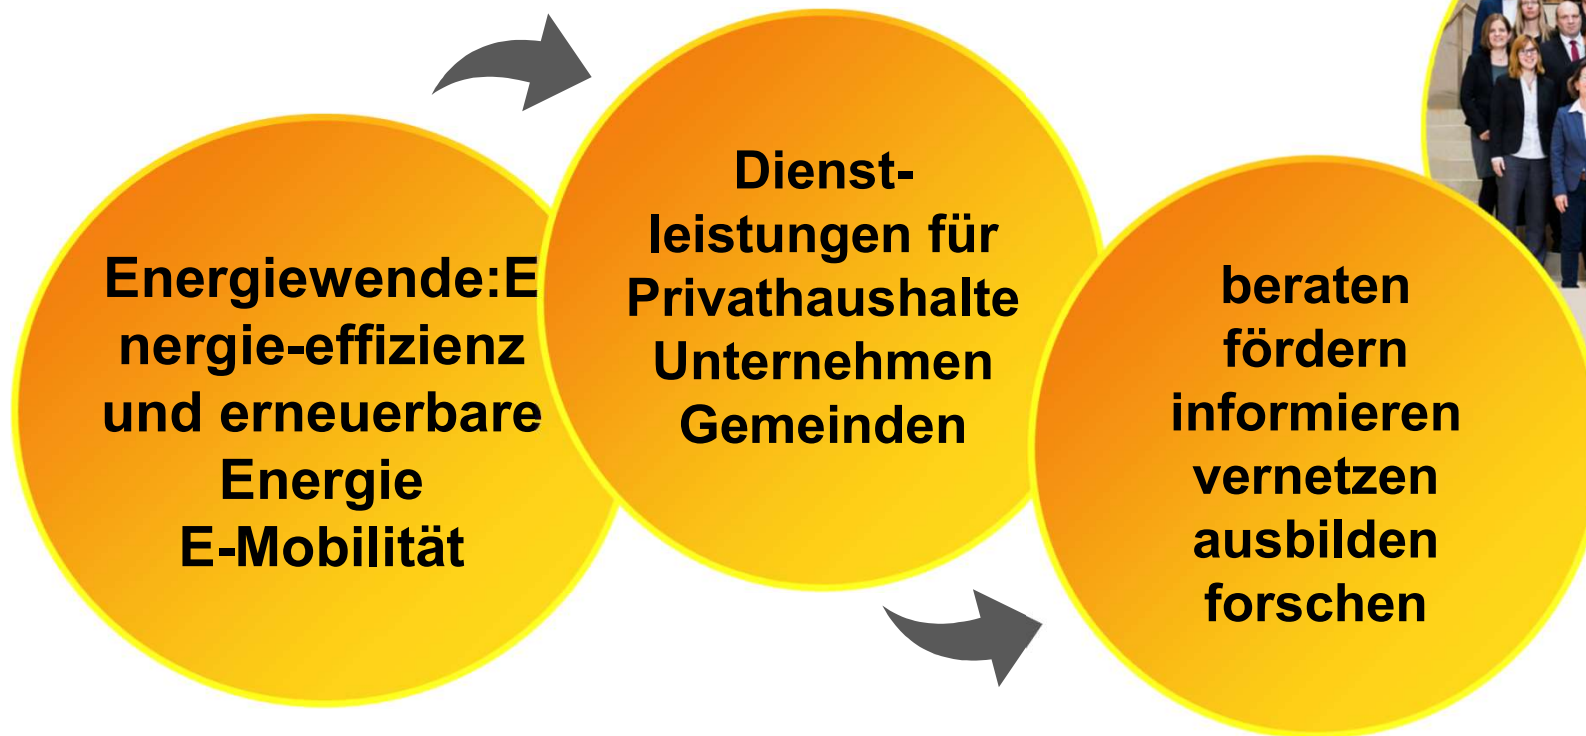 Energiewende:E
nergie-effizienz
und erneuerbare
Energie
E-Mobilität
Dienst-
leistungen für
Privathaushalte
Unternehmen
Gemeinden
beraten
fördern
informieren
vernetzen
ausbilden
forschen